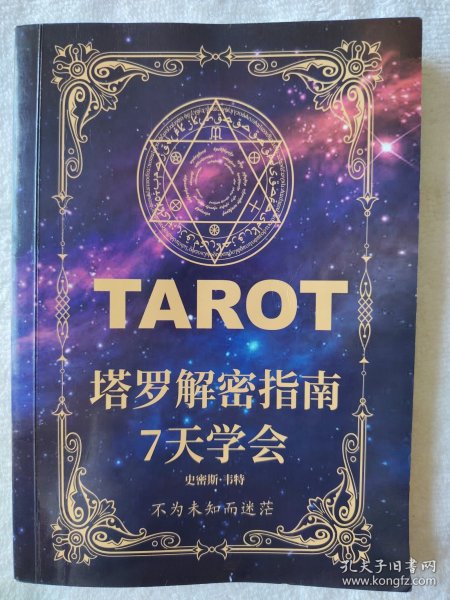 TAROT
塔罗解密指南
7天学会
史密斯·韦特
不为未知而迷茫
孔夫子旧书网
www.kongfz.com